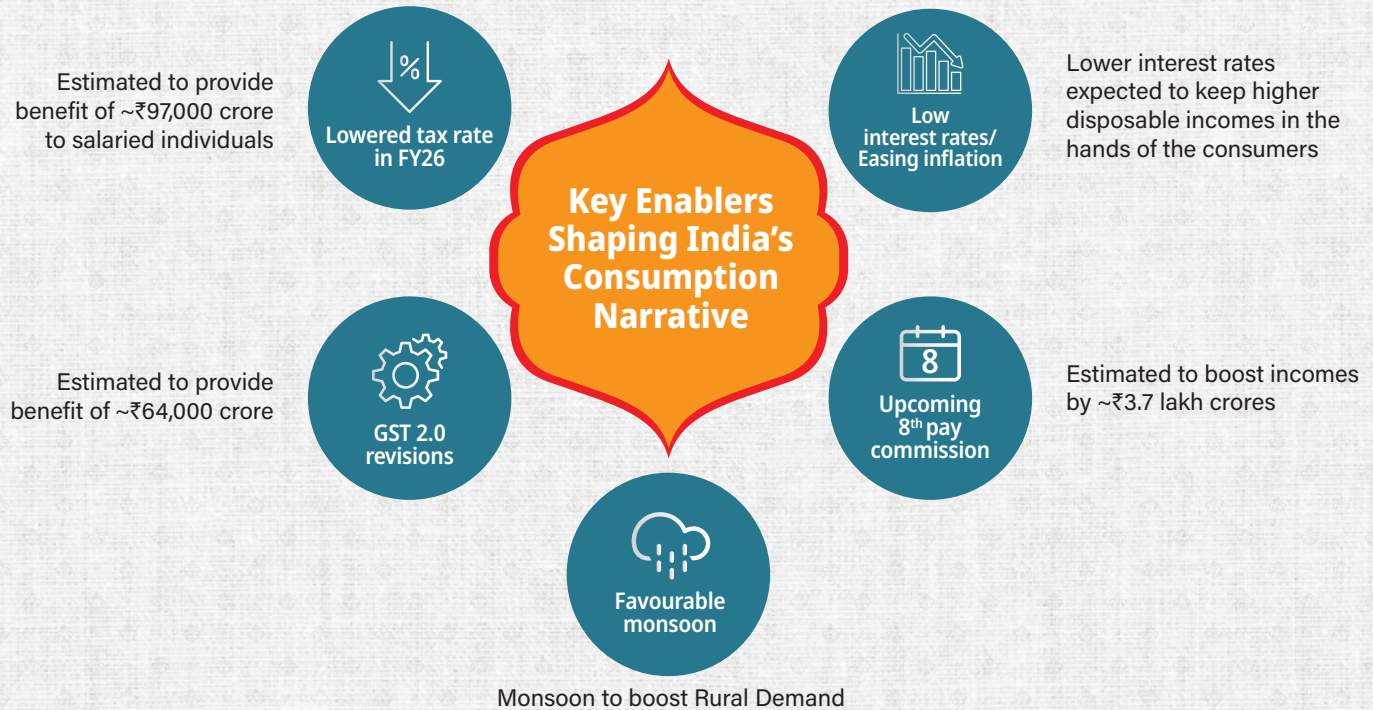 Key Enablers
Shaping India's
Consumption
Narrative
Estimated to provide
benefit of ~₹97,000 crore
to salaried individuals
%
Lowered tax rate
in FY26
Low
interest rates/
Easing inflation
Lower interest rates
expected to keep higher
disposable incomes in the
hands of the consumers
Estimated to provide
benefit of ~₹64,000 crore
GST 2.0
revisions
8
Upcoming
8th pay
commission
Estimated to boost incomes
by ~₹3.7 lakh crores
Favourable
monsoon
Monsoon to boost Rural Demand